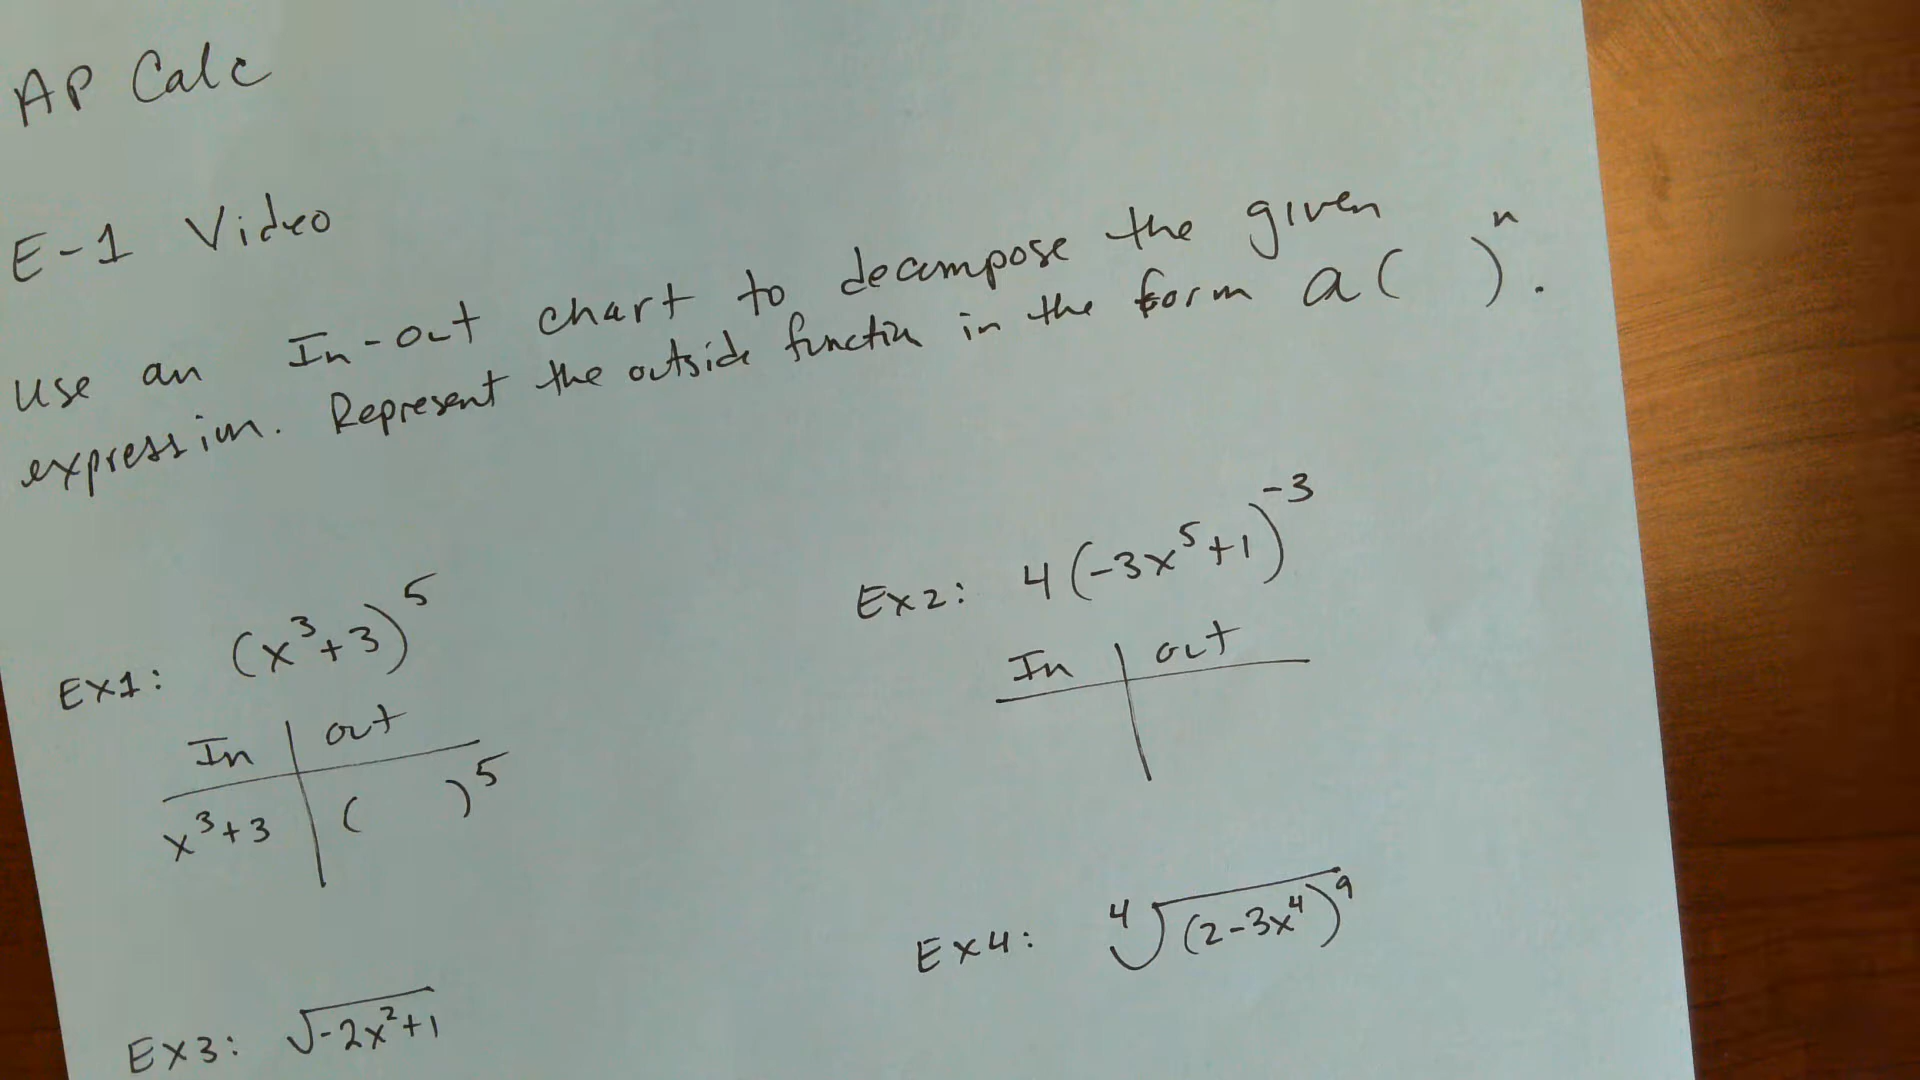 AP Calc
E-1 Video
Use an In-out chart to decompose the given
expression. Represent the outside function in the form a( )ⁿ.
Ex1: (x³+3)⁵
In | out
x³+3 | ( )⁵
Ex2: 4(-3x⁵+1)⁻³
In | out
Ex3: √-2x²+1
Ex4: ⁴√(2-3x⁴)⁹